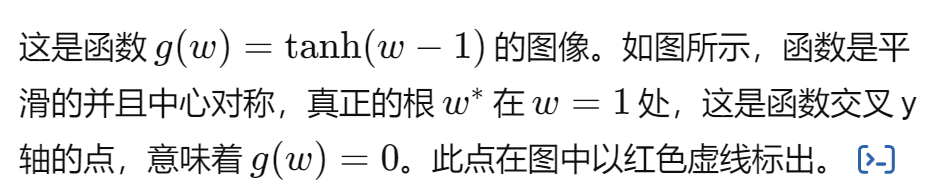 这是函数 g(w) = tanh(w − 1) 的图像。如图所示，函数是平
滑的并且中心对称，真正的根 w* 在 w = 1 处，这是函数交叉 y
轴的点，意味着 g(w) = 0。此点在图中以红色虚线标出。 [>-]